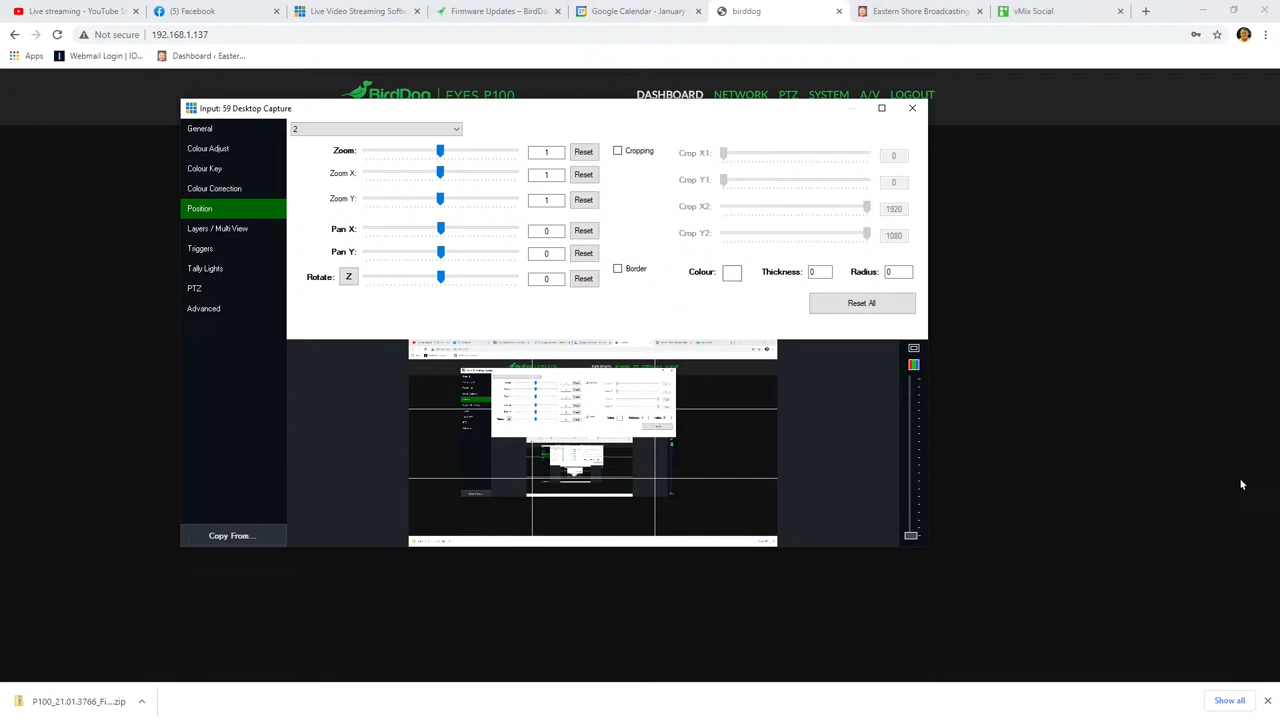 Live streaming - YouTube S
(5) Facebook
Live Video Streaming Softw
Firmware Updates – BirdDo
Google Calendar - January
birddog
Eastern Shore Broadcasting
vMix Social
Not secure
192.168.1.137
Apps
Webmail Login | IO...
Dashboard ‹ Easter...
BirdDog | EYES P100
DASHBOARD NETWORK PTZ SYSTEM A/V LOGOUT
Input: 59 Desktop Capture
General
Colour Adjust
Colour Key
Colour Correction
Position
Layers / Multi View
Triggers
Tally Lights
PTZ
Advanced
Copy From...
2
Zoom: 1 Reset
Zoom X: 1 Reset
Zoom Y: 1 Reset
Pan X: 0 Reset
Pan Y: 0 Reset
Rotate: Z 0 Reset
Cropping
Border
Crop X1: 0
Crop Y1: 0
Crop X2: 1920
Crop Y2: 1080
Colour: Thickness: 0 Radius: 0
Reset All
P100_21.01.3766_Fi....zip
Show all